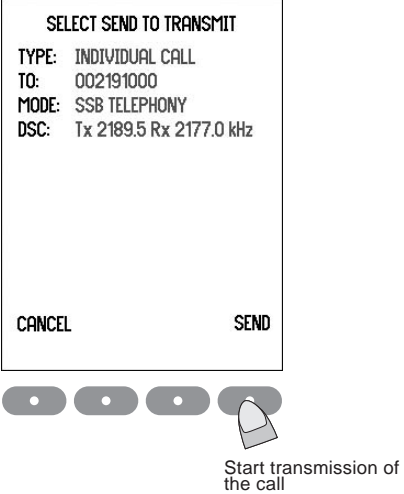 SELECT SEND TO TRANSMIT
TYPE: INDIVIDUAL CALL
TO: 002191000
MODE: SSB TELEPHONY
DSC: Tx 2189.5 Rx 2177.0 kHz
CANCEL SEND
Start transmission of
the call